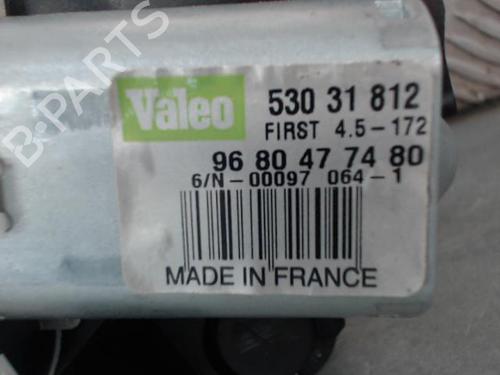 B-PARTS
Valeo 530 31 812
FIRST 4.5-172
96 80 47 74 80
6/N-00097 064-1
MADE IN FRANCE